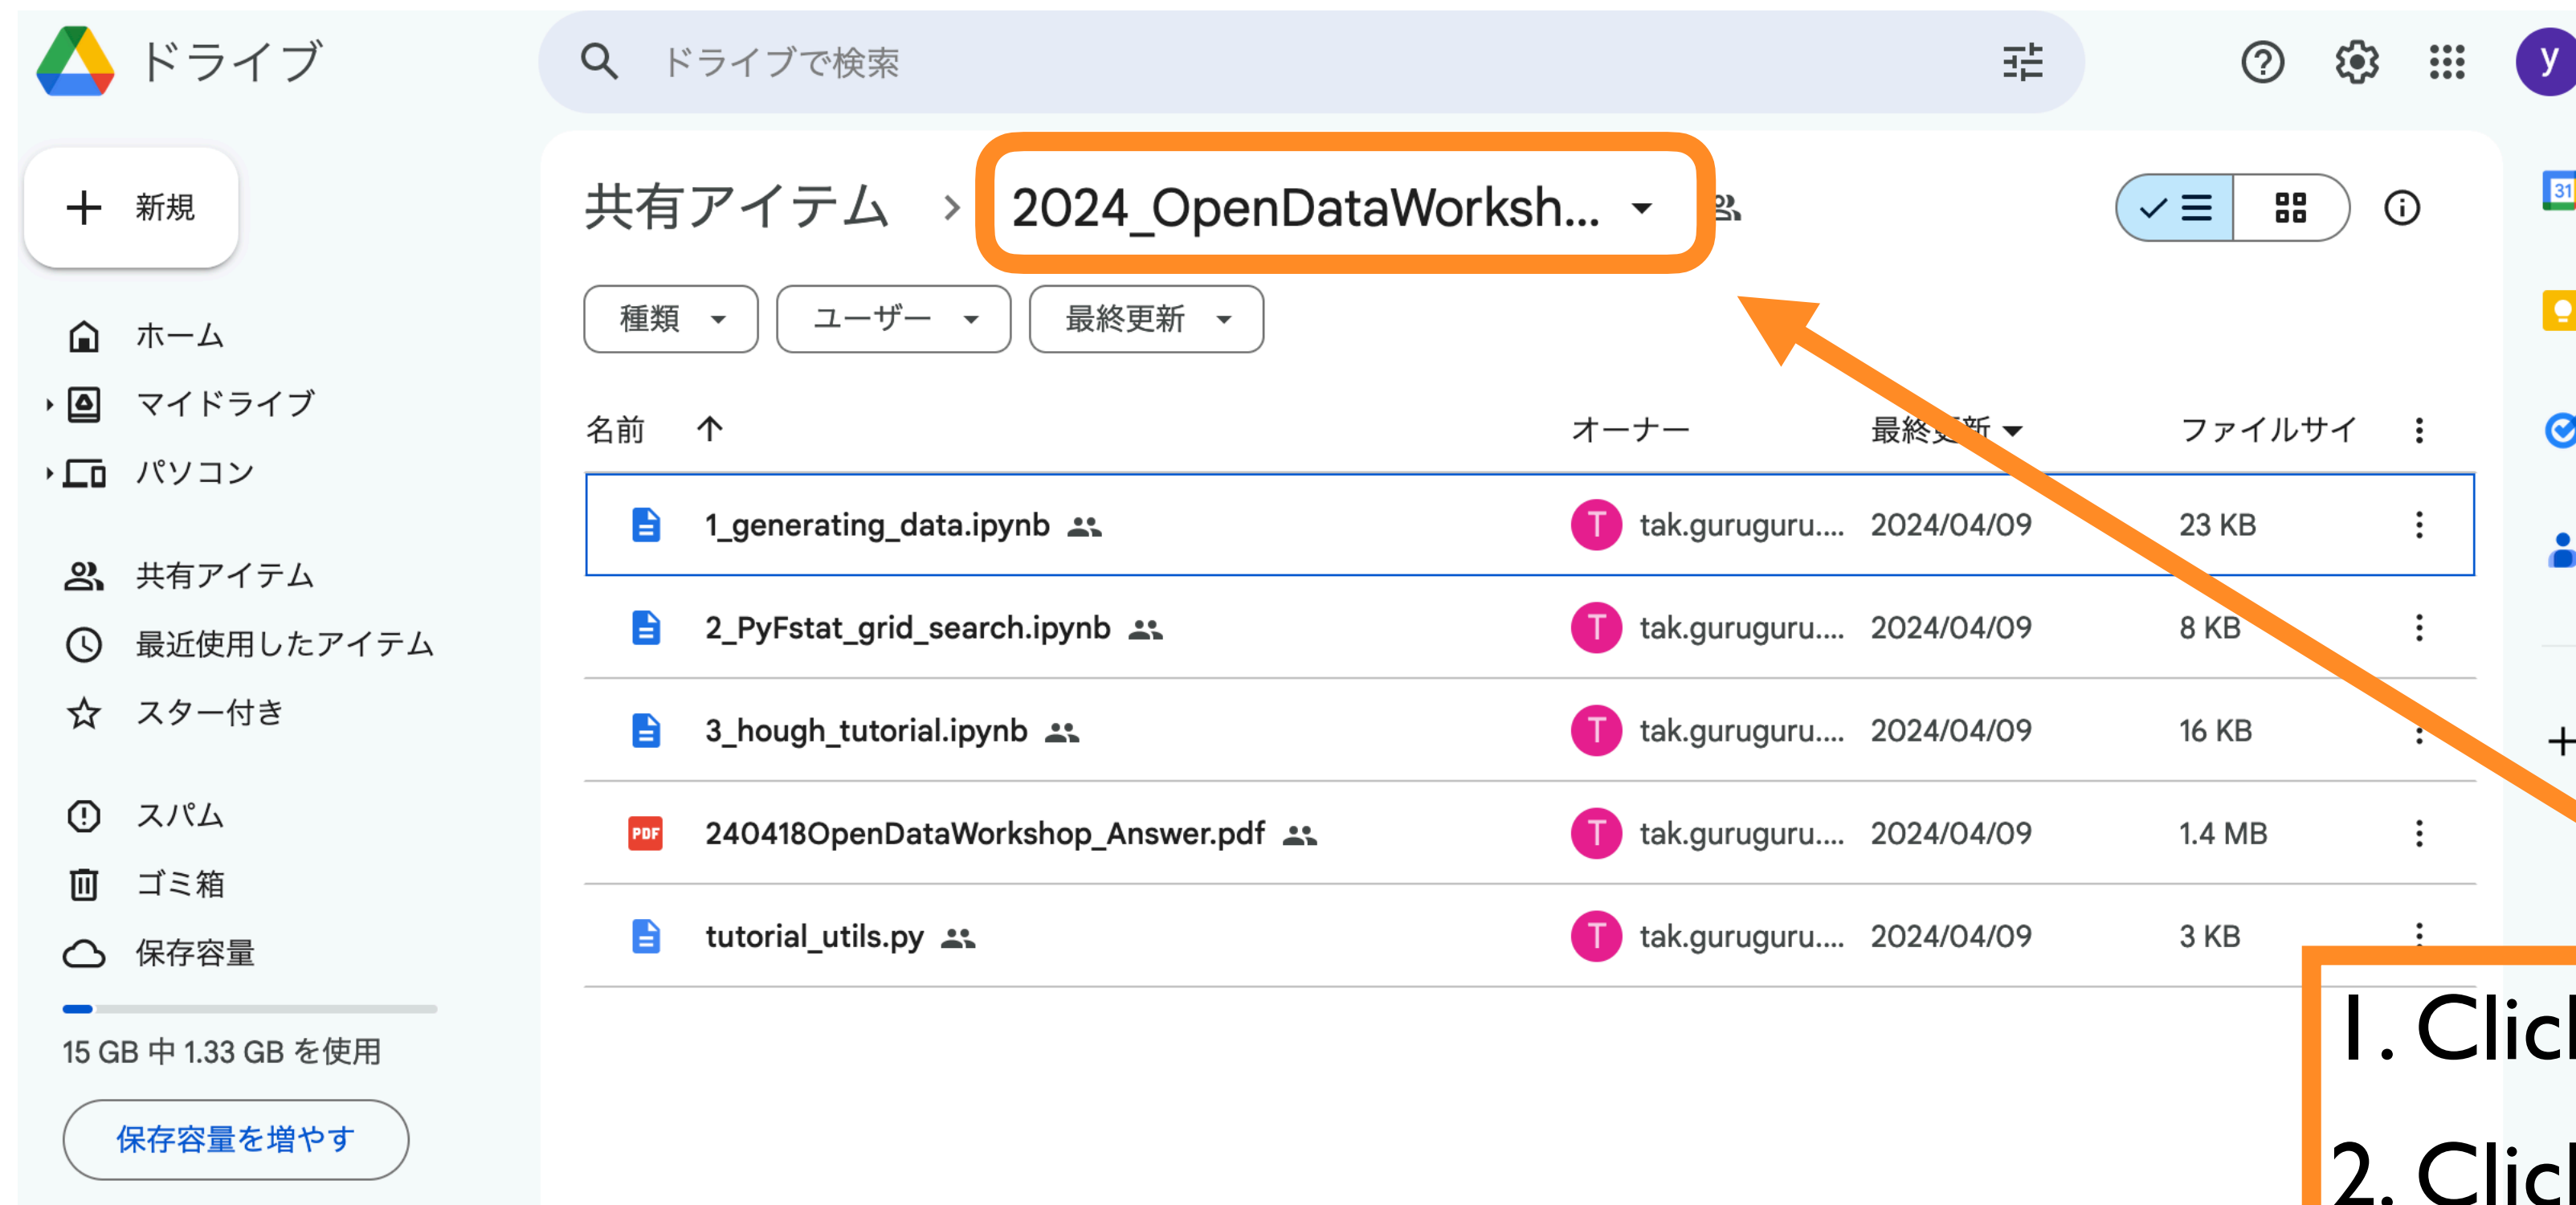 ドライブ
ドライブで検索
y
新規
共有アイテム
2024_OpenDataWorksh...
31
種類
ユーザー
最終更新
ホーム
マイドライブ
パソコン
名前
オーナー
最終更新
ファイルサイ
1_generating_data.ipynb
T tak.guruguru.... 2024/04/09 23 KB
共有アイテム
2_PyFstat_grid_search.ipynb
T tak.guruguru.... 2024/04/09 8 KB
最近使用したアイテム
スター付き
3_hough_tutorial.ipynb
T tak.guruguru.... 2024/04/09 16 KB
スパム
PDF 240418OpenDataWorkshop_Answer.pdf
T tak.guruguru.... 2024/04/09 1.4 MB
ゴミ箱
保存容量
tutorial_utils.py
T tak.guruguru.... 2024/04/09 3 KB
15 GB 中 1.33 GB を使用
保存容量を増やす
1.
2.